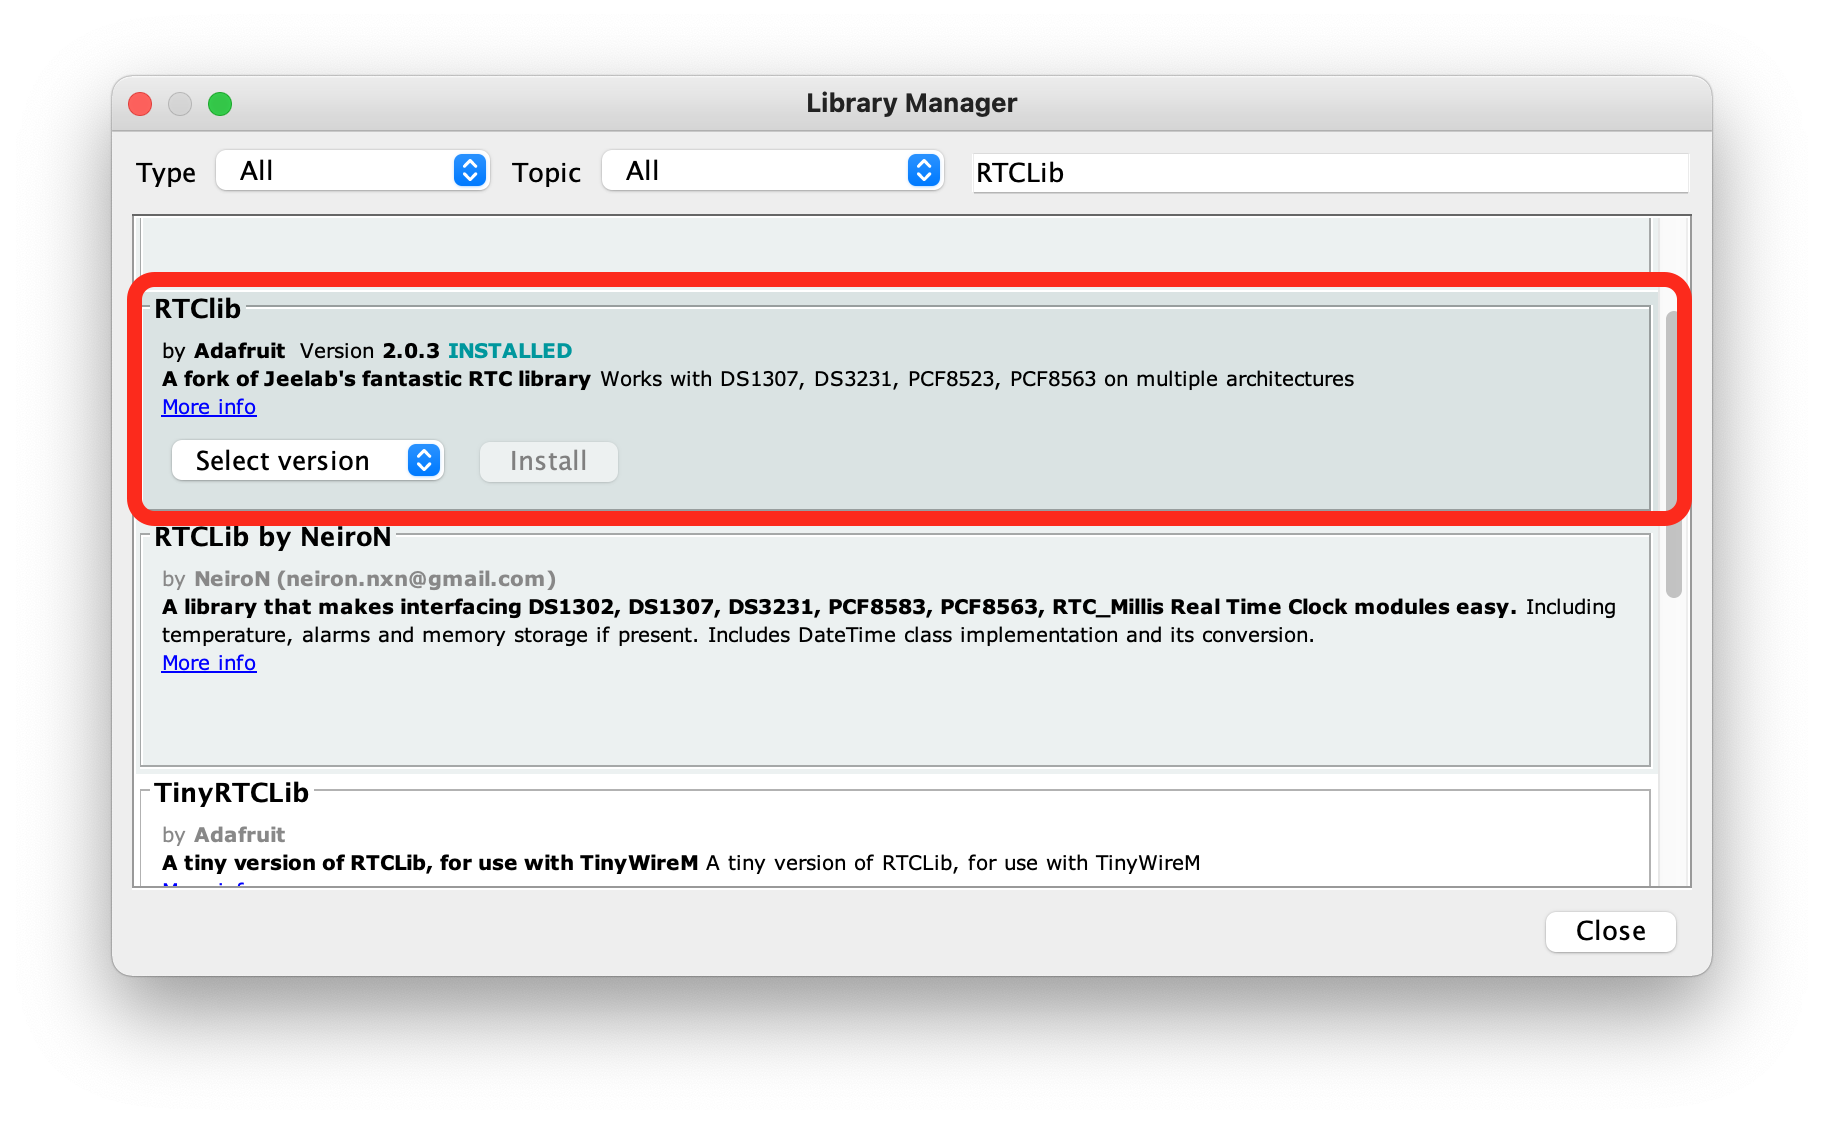 Library Manager
Type All Topic All RTCLib
RTClib
by Adafruit Version 2.0.3 INSTALLED
A fork of Jeelab's fantastic RTC library Works with DS1307, DS3231, PCF8523, PCF8563 on multiple architectures
More info
Select version Install
RTCLib by NeiroN
by NeiroN (neiron.nxn@gmail.com)
A library that makes interfacing DS1302, DS1307, DS3231, PCF8583, PCF8563, RTC_Millis Real Time Clock modules easy. Including
temperature, alarms and memory storage if present. Includes DateTime class implementation and its conversion.
More info
TinyRTCLib
by Adafruit
A tiny version of RTCLib, for use with TinyWireM A tiny version of RTCLib, for use with TinyWireM
Close